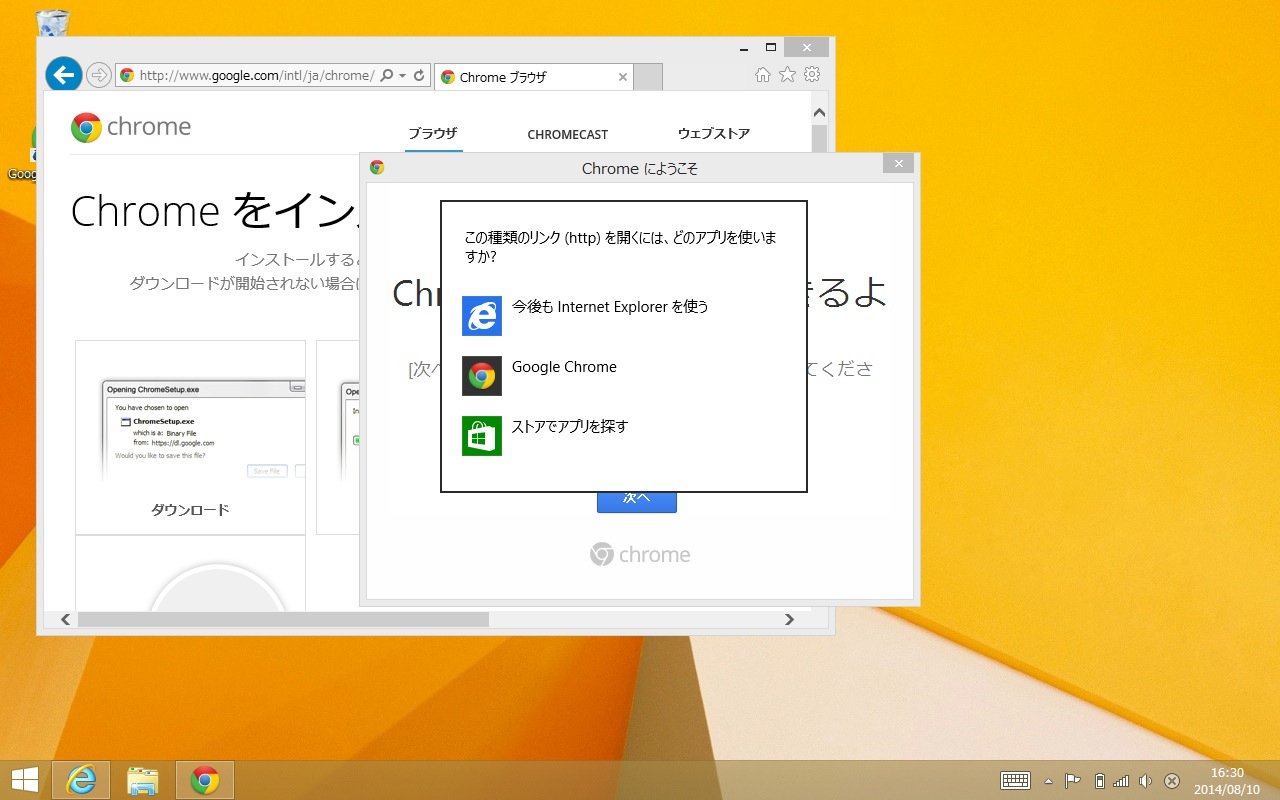 http://www.google.com/intl/ja/chrome/
Chrome ブラウザ
chrome
ブラウザ
CHROMECAST
ウェブストア
Chrome にようこそ
Chrome をイン
インストールすると
ダウンロードが開始されない場合は
この種類のリンク (http) を開くには、どのアプリを使いま
すか?
Chr
きるよ
今後も Internet Explorer を使う
[次へ
てくださ
Google Chrome
ストアでアプリを探す
次へ
chrome
Opening ChromeSetup.exe
You have chosen to open
ChromeSetup.exe
which is a: Binary File
from: https://dl.google.com
Would you like to save this file?
Save File
ダウンロード
Goog
16:30
2014/08/10